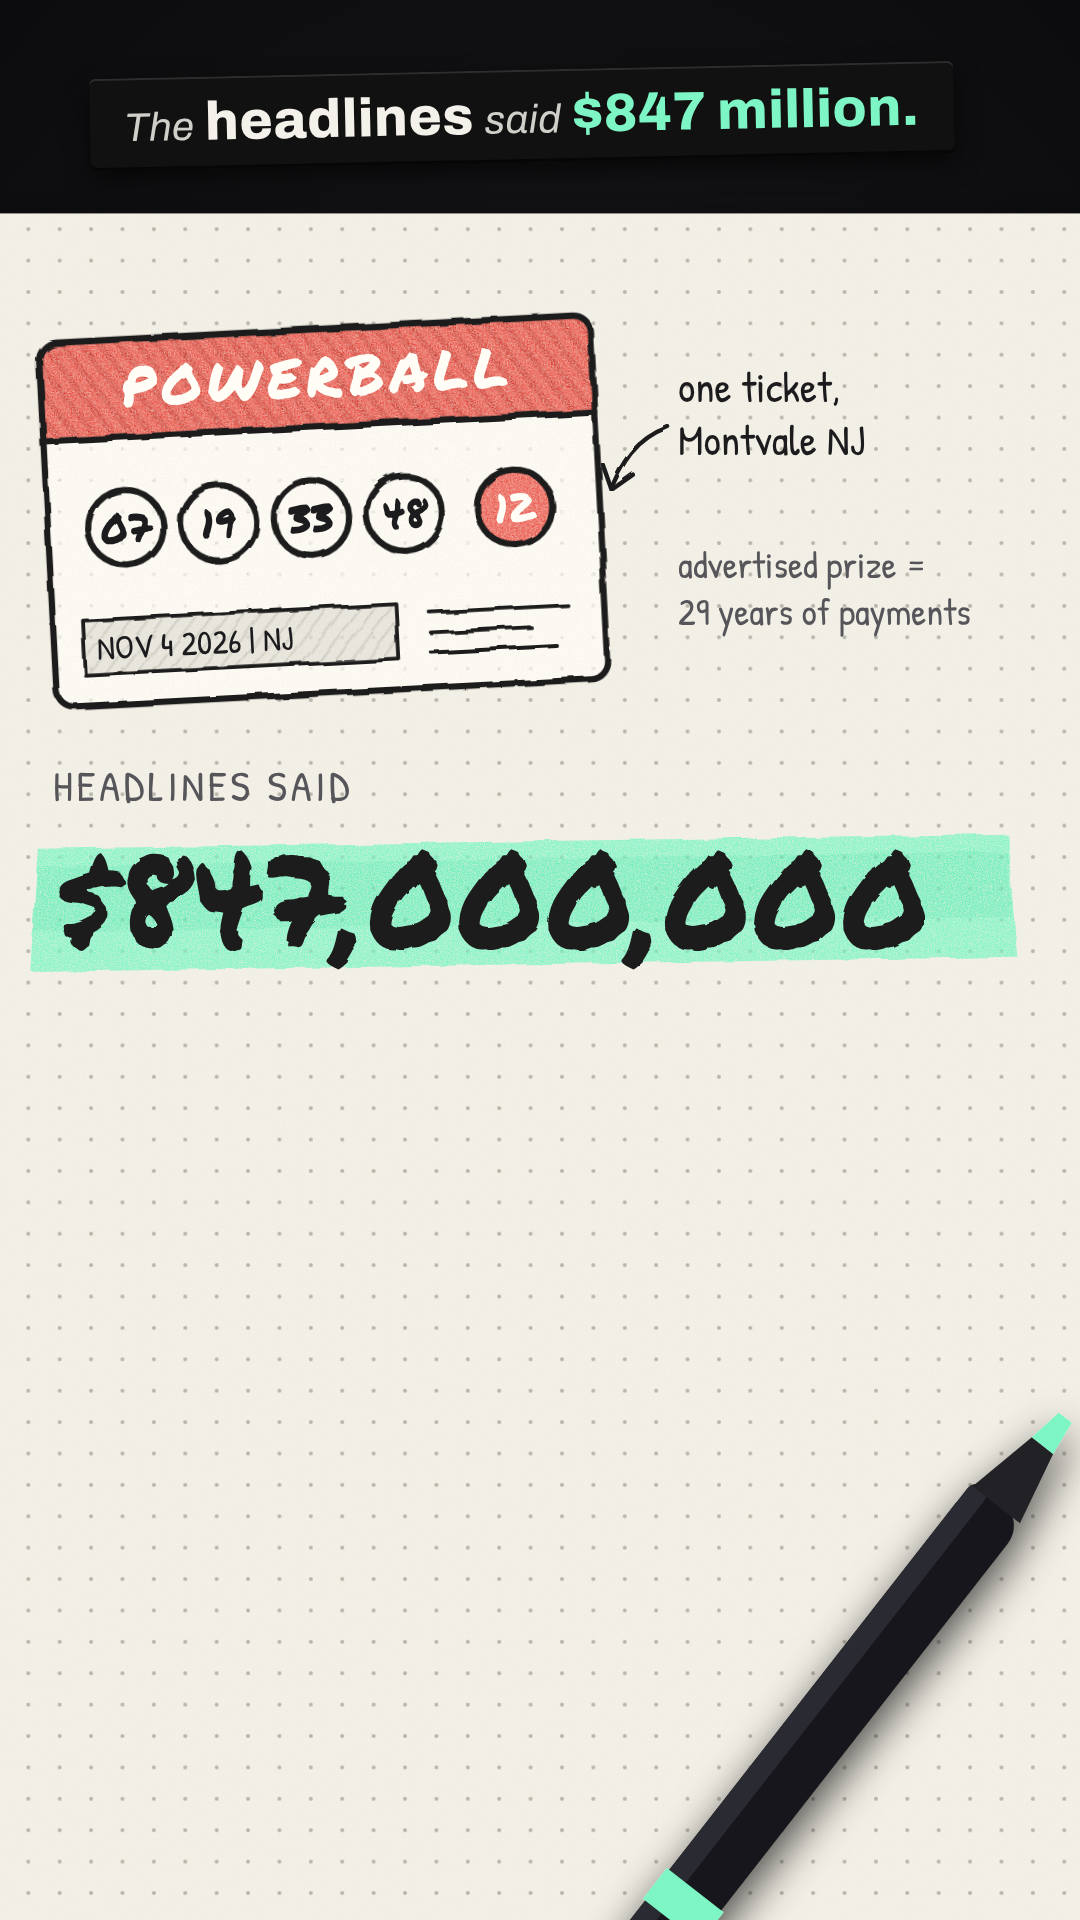 The headlines said $847 million.
POWERBALL
07 19 33 48 12
NOV 4 2026 | NJ
one ticket,
Montvale NJ
advertised prize =
29 years of payments
HEADLINES SAID
$847,000,000